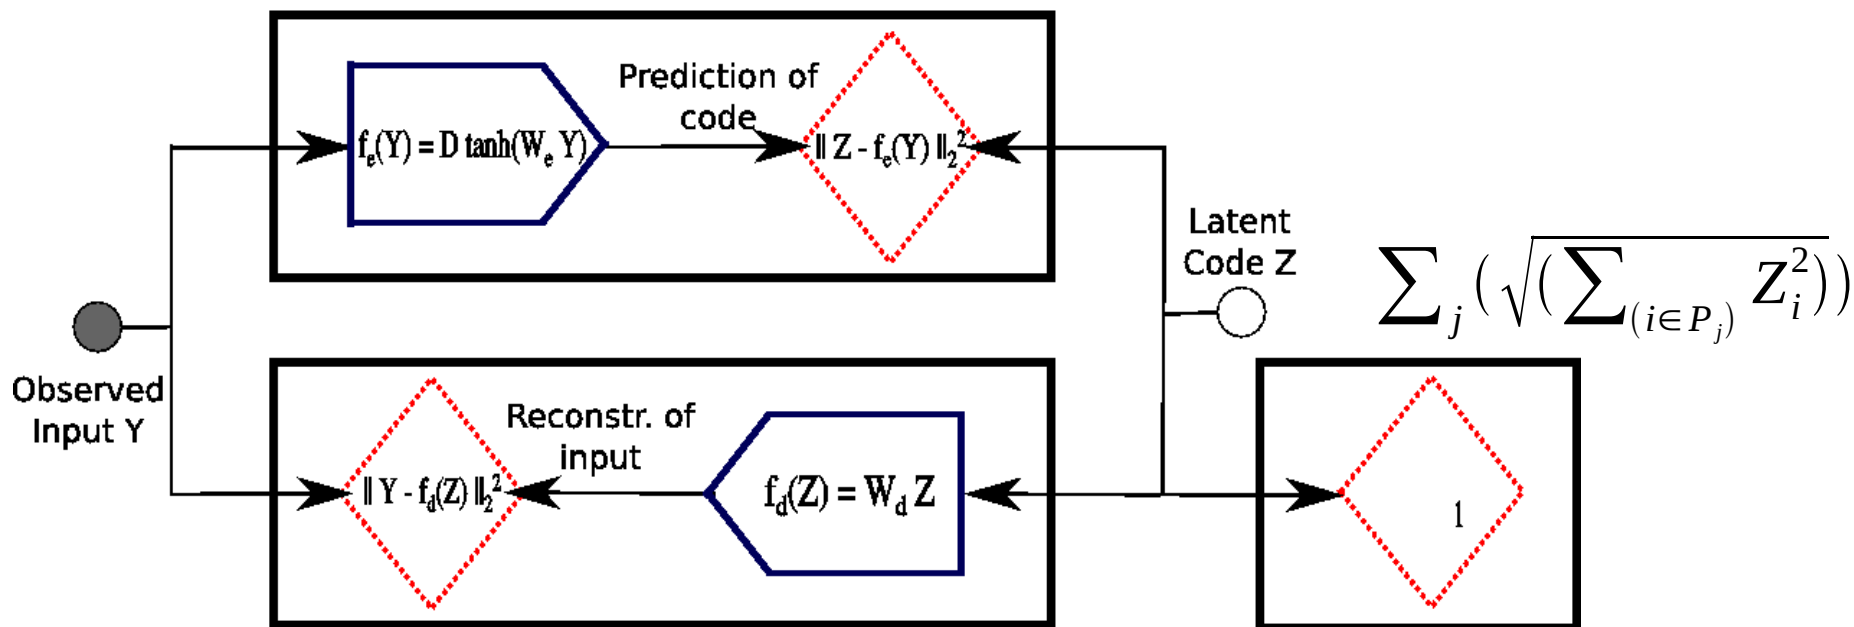 Prediction of
code
f_e(Y) = D tanh(W_e Y)
‖ Z - f_e(Y) ‖_2^2
Latent
Code Z
∑_j (√(∑_(i∈P_j) Z_i^2))
Observed
Input Y
Reconstr. of
input
‖ Y - f_d(Z) ‖_2^2
f_d(Z) = W_d Z
1